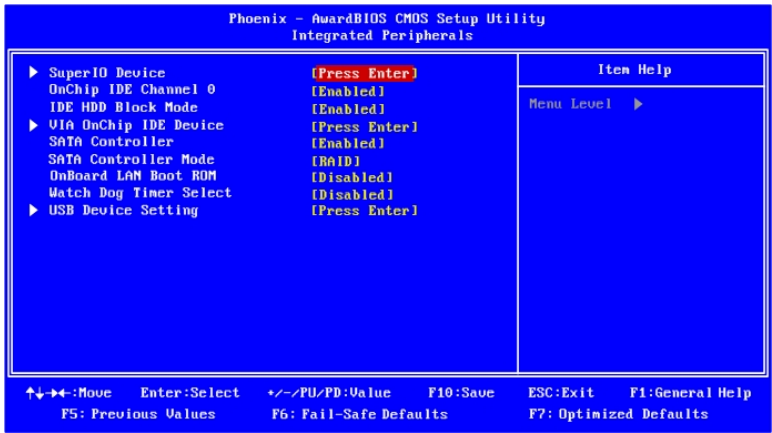 Phoenix - AwardBIOS CMOS Setup Utility
Integrated Peripherals
SuperIO Device [Press Enter]
OnChip IDE Channel 0 [Enabled]
IDE HDD Block Mode [Enabled]
VIA OnChip IDE Device [Press Enter]
SATA Controller [Enabled]
SATA Controller Mode [RAID]
OnBoard LAN Boot ROM [Disabled]
Watch Dog Timer Select [Disabled]
USB Device Setting [Press Enter]
Item Help
Menu Level
↑↓→←:Move Enter:Select +/-/PU/PD:Value F10:Save ESC:Exit F1:General Help
F5: Previous Values F6: Fail-Safe Defaults F7: Optimized Defaults